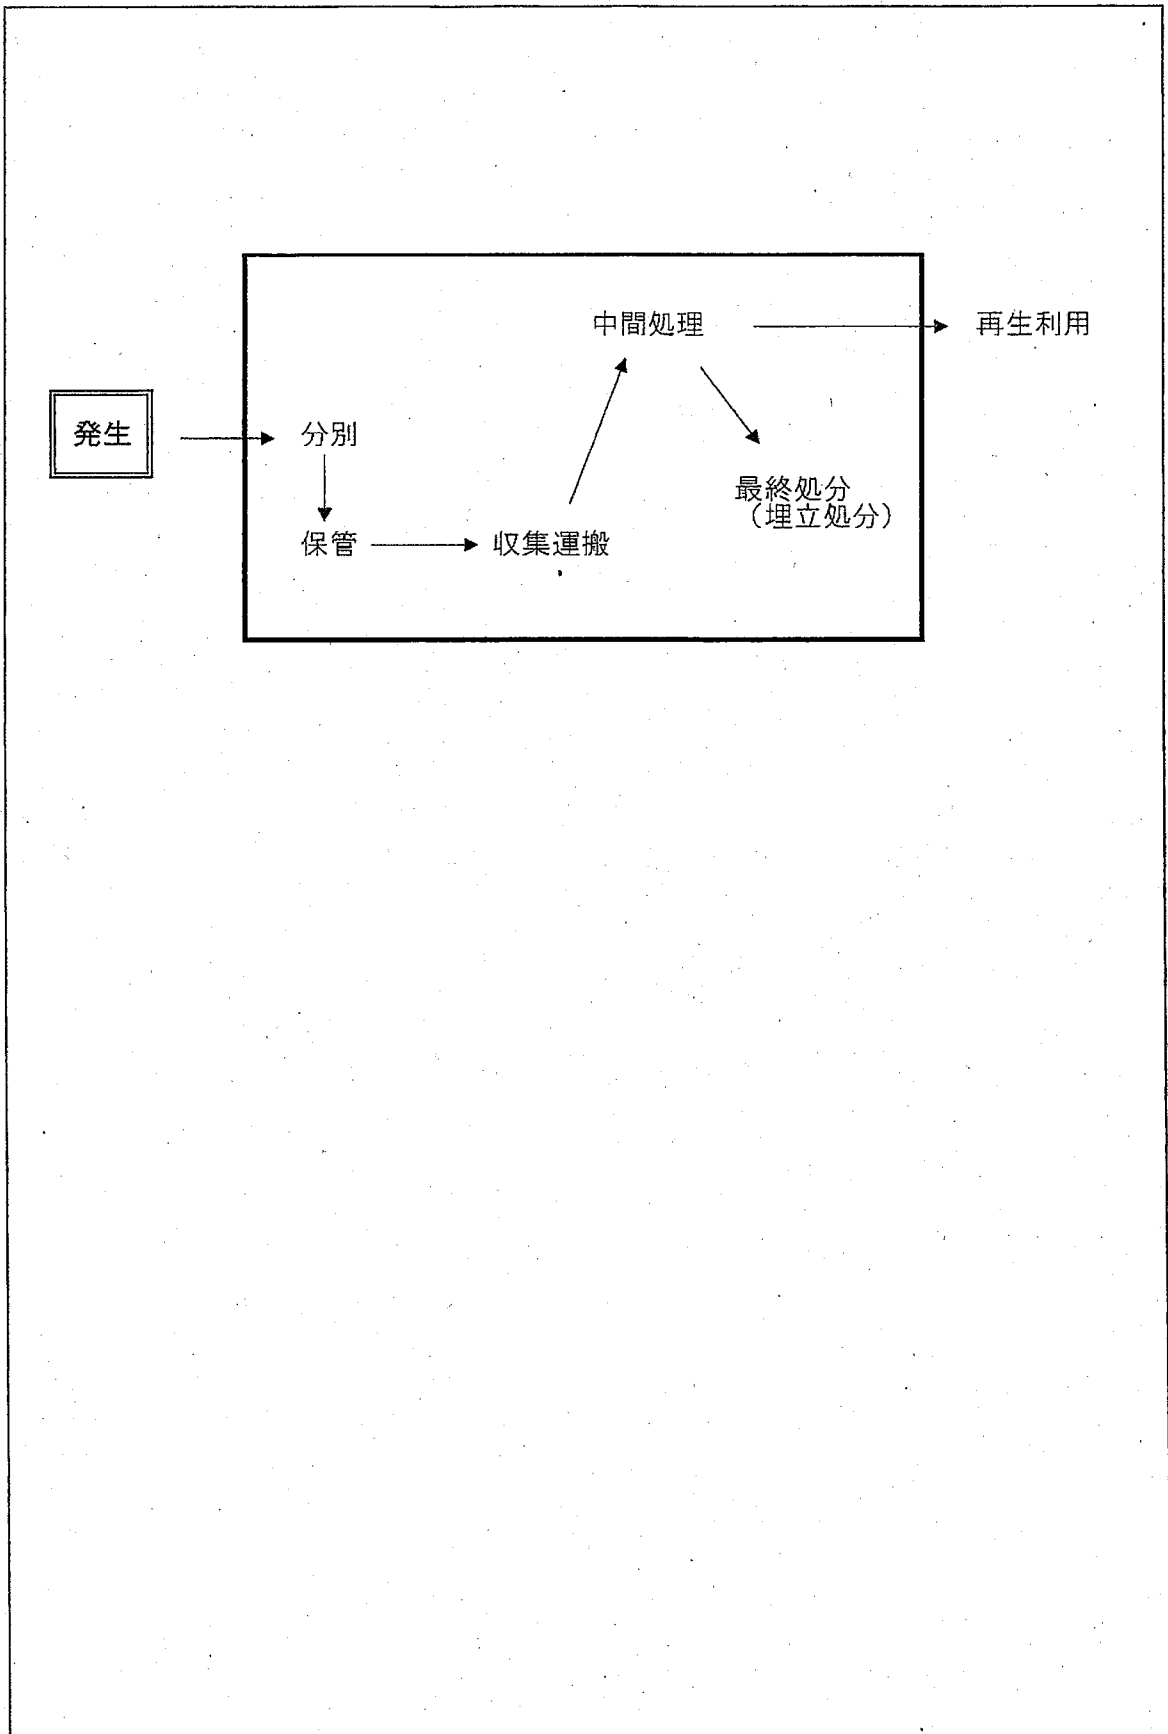 中間処理
再生利用
発生
分別
最終処分
（埋立処分）
保管
収集運搬